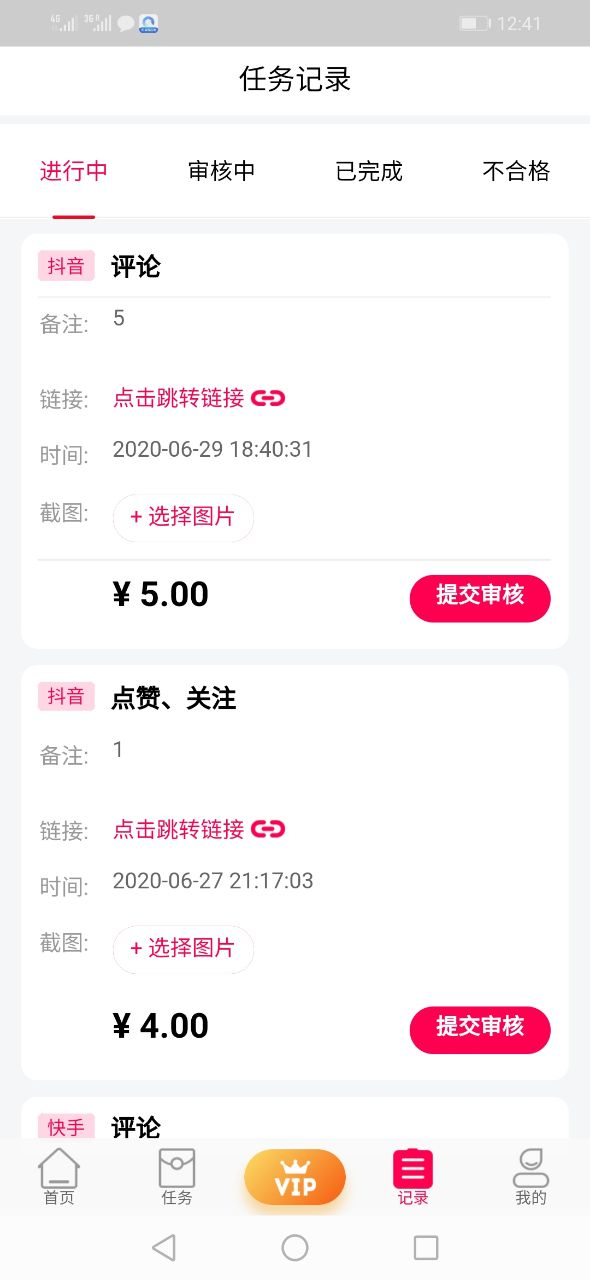 4G 3G 12:41
任务记录
进行中 审核中 已完成 不合格
抖音 评论
备注: 5
链接: 点击跳转链接
时间: 2020-06-29 18:40:31
截图: + 选择图片
¥ 5.00 提交审核
抖音 点赞、关注
备注: 1
链接: 点击跳转链接
时间: 2020-06-27 21:17:03
截图: + 选择图片
¥ 4.00 提交审核
快手 评论
VIP
首页 任务 记录 我的